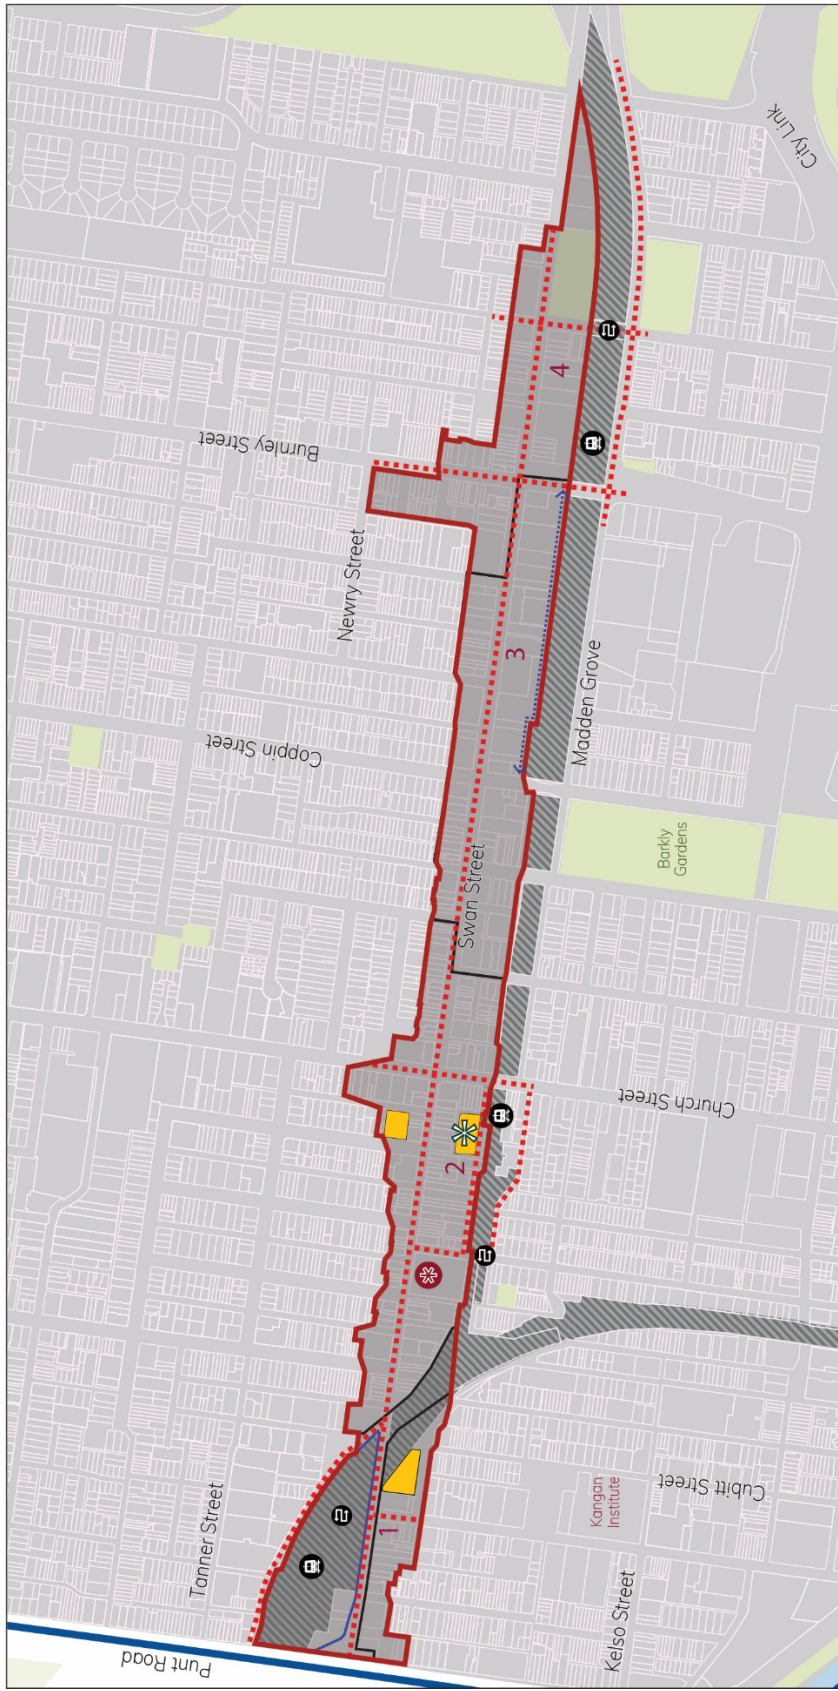 City Link
4
Burnley Street
Newry Street
3
Madden Grove
Coppin Street
Barkly
Gardens
Swan Street
Church Street
2
Cubitt Street
Kangan
Institute
Tanner Street
1
Kelso Street
Punt Road